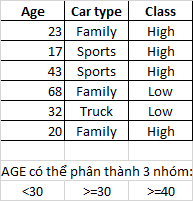 Age Car type Class
23 Family High
17 Sports High
43 Sports High
68 Family Low
32 Truck Low
20 Family High
AGE có thể phân thành 3 nhóm:
<30 >=30 >=40